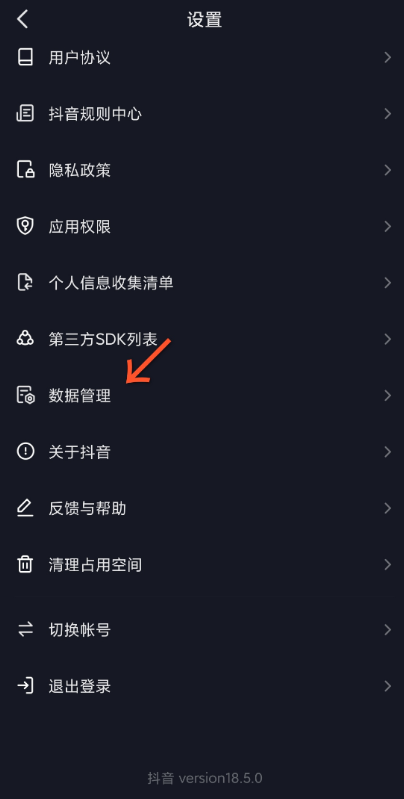 设置
用户协议
抖音规则中心
隐私政策
应用权限
个人信息收集清单
第三方SDK列表
数据管理
关于抖音
反馈与帮助
清理占用空间
切换帐号
退出登录
抖音 version18.5.0